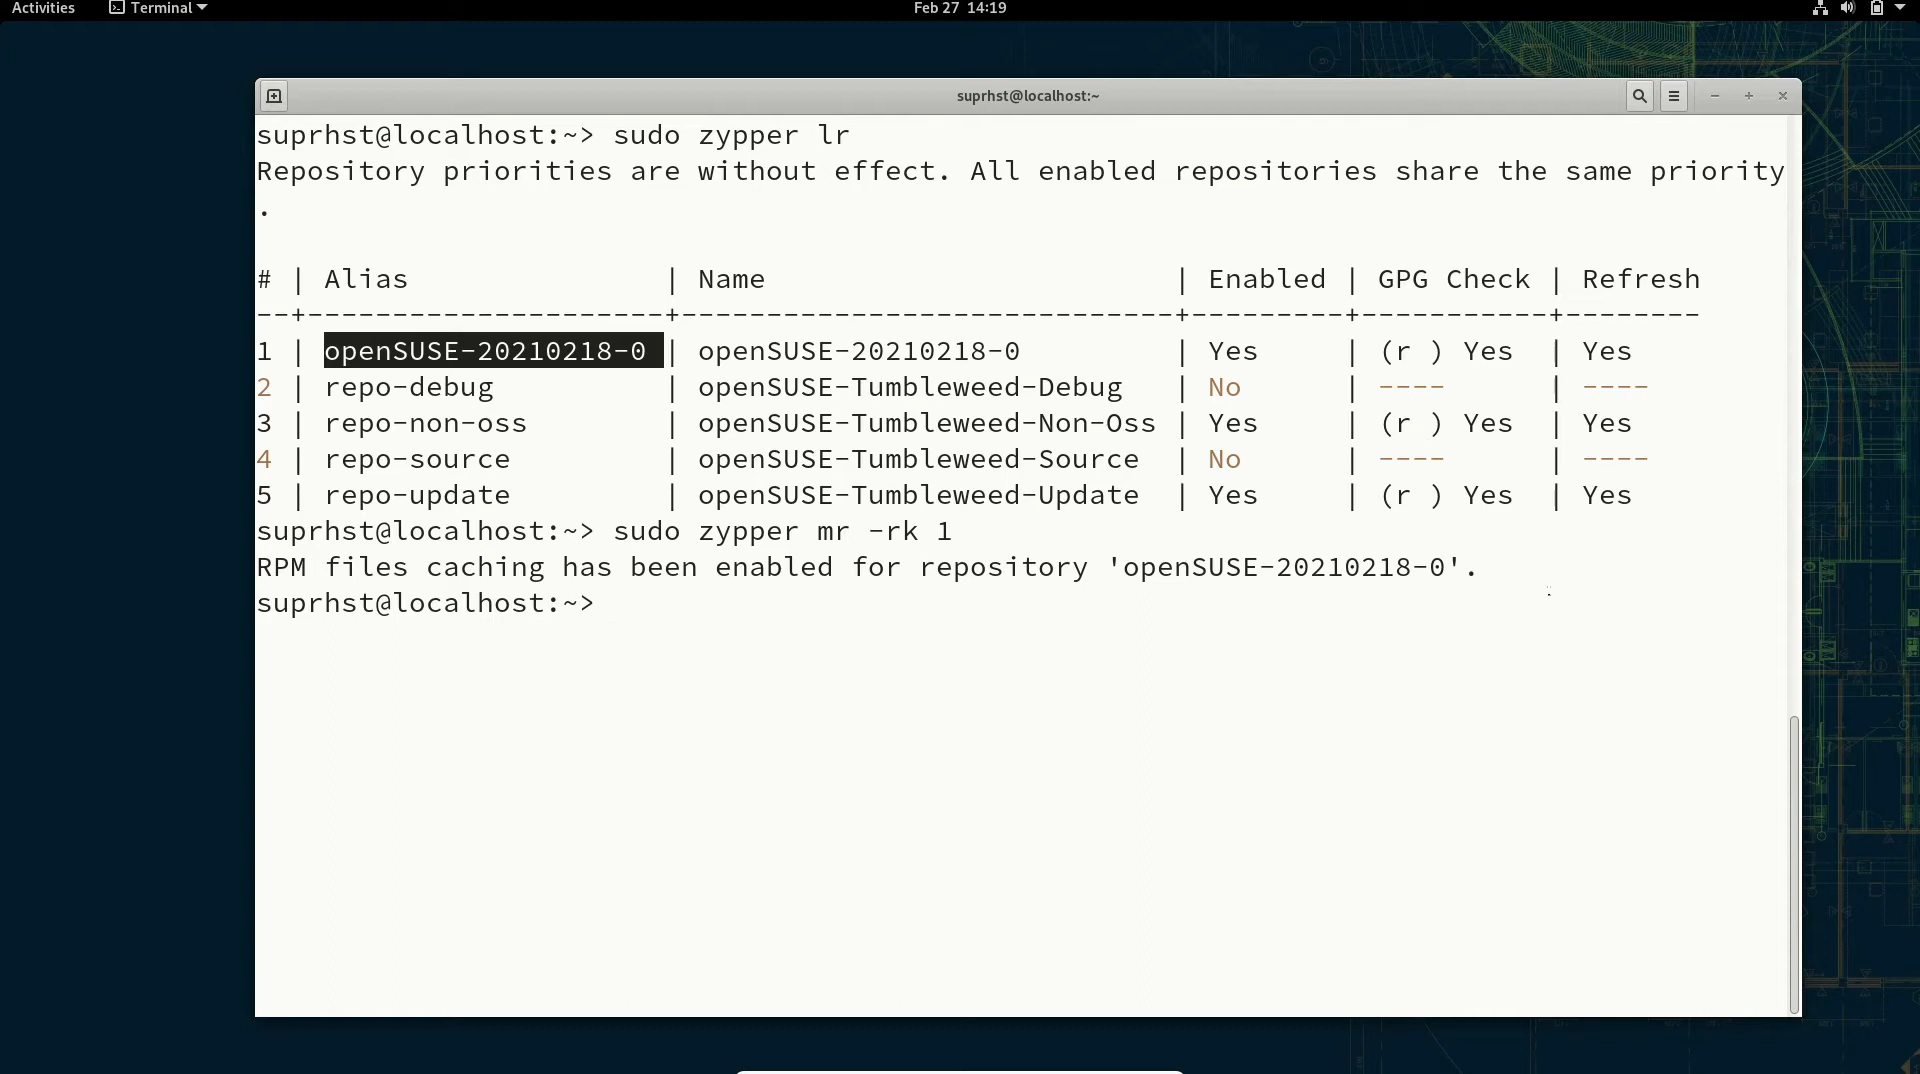 Activities Terminal Feb 27 14:19
suprhst@localhost:~
suprhst@localhost:~> sudo zypper lr
Repository priorities are without effect. All enabled repositories share the same priority
.
# | Alias | Name | Enabled | GPG Check | Refresh
--+---------------------+-----------------------------+---------+-----------+--------
1 | openSUSE-20210218-0 | openSUSE-20210218-0 | Yes | (r ) Yes | Yes
2 | repo-debug | openSUSE-Tumbleweed-Debug | No | ---- | ----
3 | repo-non-oss | openSUSE-Tumbleweed-Non-Oss | Yes | (r ) Yes | Yes
4 | repo-source | openSUSE-Tumbleweed-Source | No | ---- | ----
5 | repo-update | openSUSE-Tumbleweed-Update | Yes | (r ) Yes | Yes
suprhst@localhost:~> sudo zypper mr -rk 1
RPM files caching has been enabled for repository 'openSUSE-20210218-0'.
suprhst@localhost:~>